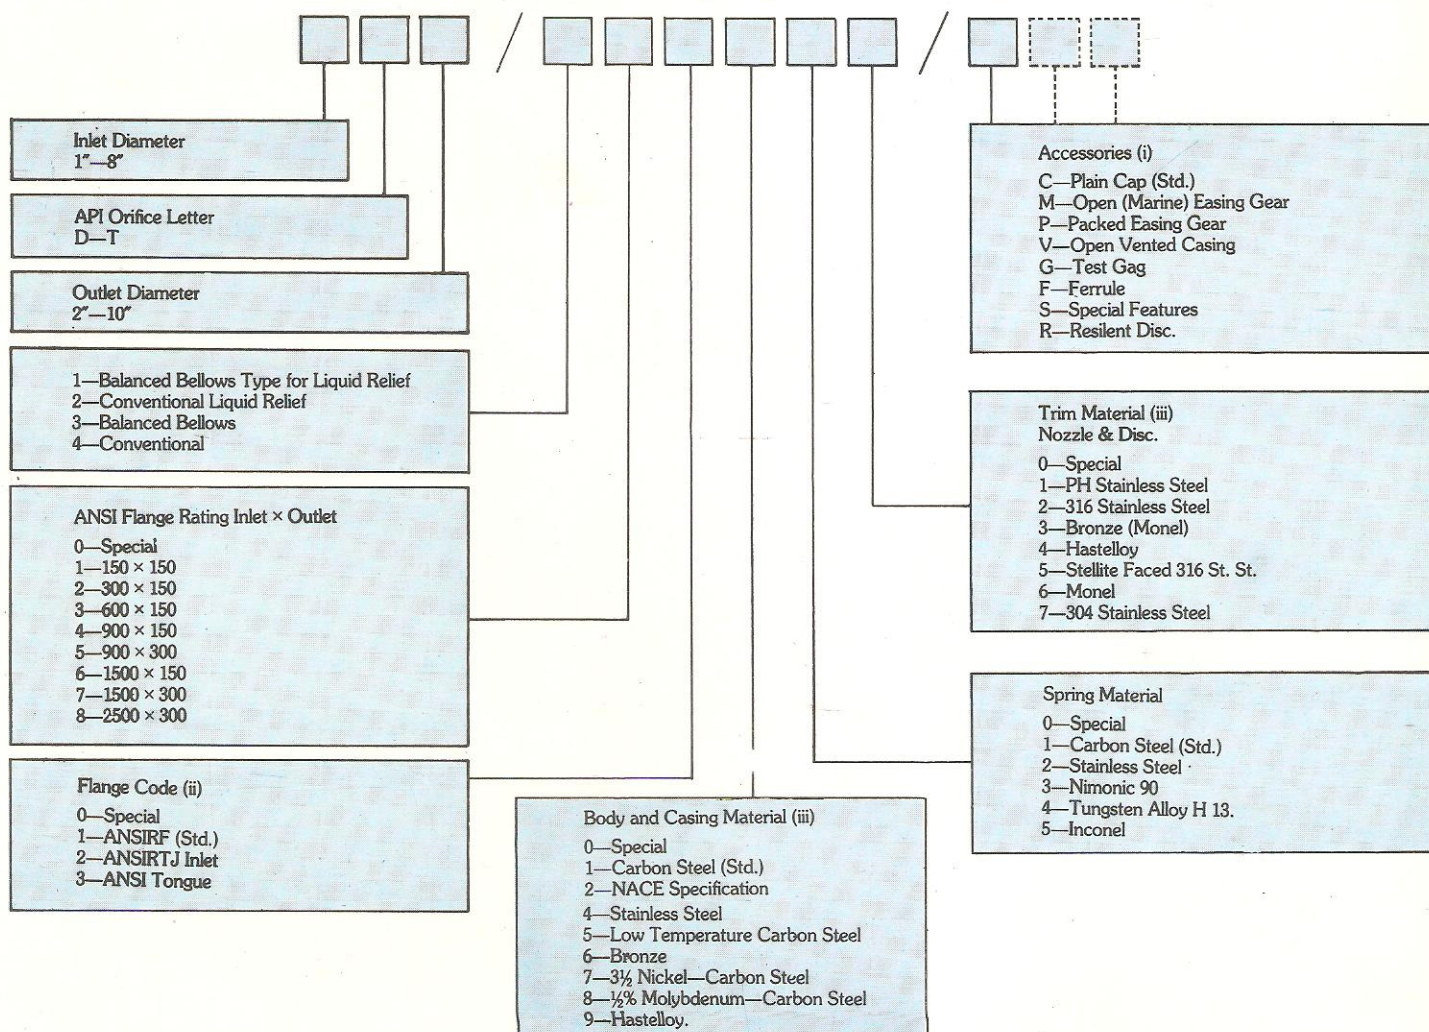 /
/
Inlet Diameter
1″—8″
API Orifice Letter
D—T
Outlet Diameter
2″—10″
1—Balanced Bellows Type for Liquid Relief
2—Conventional Liquid Relief
3—Balanced Bellows
4—Conventional
ANSI Flange Rating Inlet × Outlet
0—Special
1—150 × 150
2—300 × 150
3—600 × 150
4—900 × 150
5—900 × 300
6—1500 × 150
7—1500 × 300
8—2500 × 300
Flange Code (ii)
0—Special
1—ANSIRF (Std.)
2—ANSIRTJ Inlet
3—ANSI Tongue
Body and Casing Material (iii)
0—Special
1—Carbon Steel (Std.)
2—NACE Specification
4—Stainless Steel
5—Low Temperature Carbon Steel
6—Bronze
7—3½ Nickel—Carbon Steel
8—½% Molybdenum—Carbon Steel
9—Hastelloy.
Accessories (i)
C—Plain Cap (Std.)
M—Open (Marine) Easing Gear
P—Packed Easing Gear
V—Open Vented Casing
G—Test Gag
F—Ferrule
S—Special Features
R—Resilent Disc.
Trim Material (iii)
Nozzle & Disc.
0—Special
1—PH Stainless Steel
2—316 Stainless Steel
3—Bronze (Monel)
4—Hastelloy
5—Stellite Faced 316 St. St.
6—Monel
7—304 Stainless Steel
Spring Material
0—Special
1—Carbon Steel (Std.)
2—Stainless Steel
3—Nimonic 90
4—Tungsten Alloy H 13.
5—Inconel